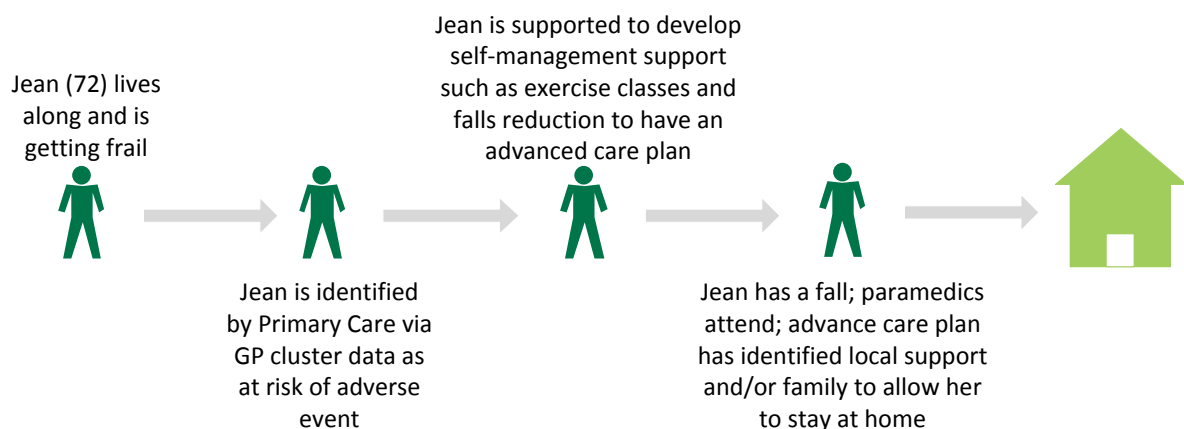 Jean (72) lives
along and is
getting frail
Jean is identified
by Primary Care via
GP cluster data as
at risk of adverse
event
Jean is supported to develop
self-management support
such as exercise classes and
falls reduction to have an
advanced care plan
Jean has a fall; paramedics
attend; advance care plan
has identified local support
and/or family to allow her
to stay at home